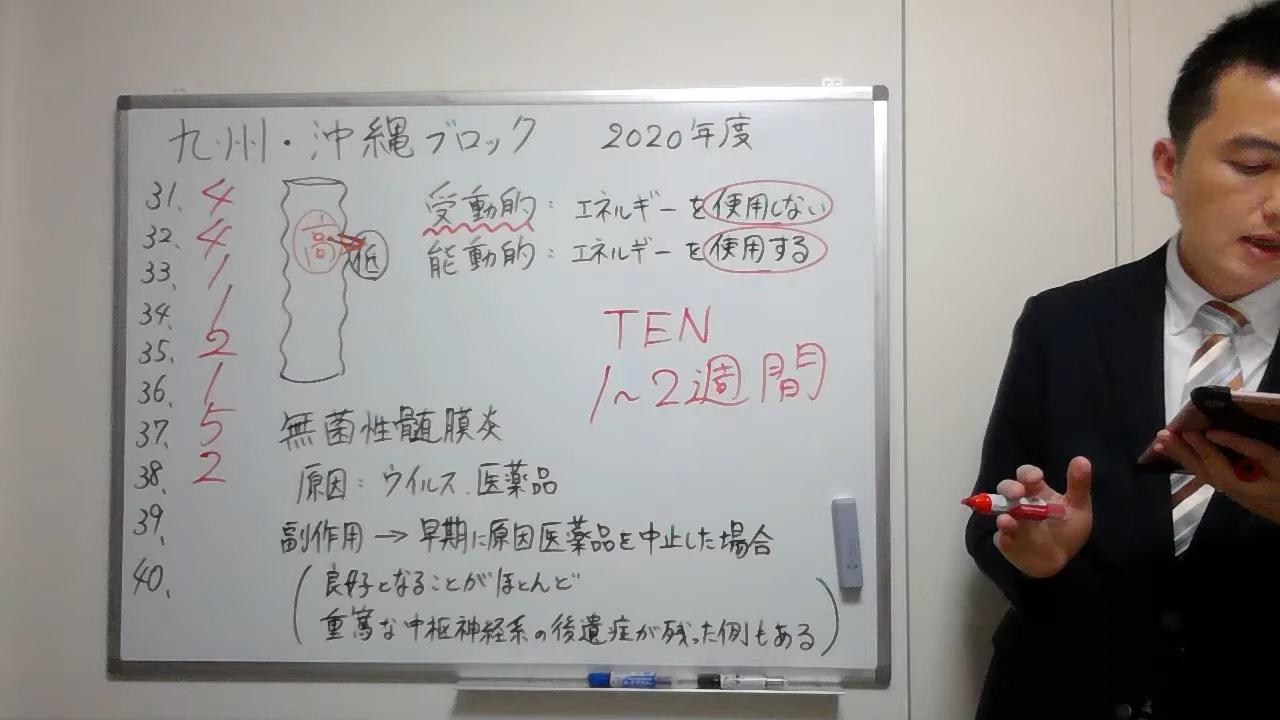 九州・沖縄ブロック 2020年度
31. 4
32. 4
33. 1
34. 1
35. 2
36. 1
37. 5
38. 2
39.
40.
高
低
受動的：エネルギーを使用しない
能動的：エネルギーを使用する
TEN
1～2週間
無菌性髄膜炎
原因：ウイルス、医薬品
副作用→早期に原因医薬品を中止した場合
(良好となることがほとんど
重篤な中枢神経系の後遺症が残った例もある)